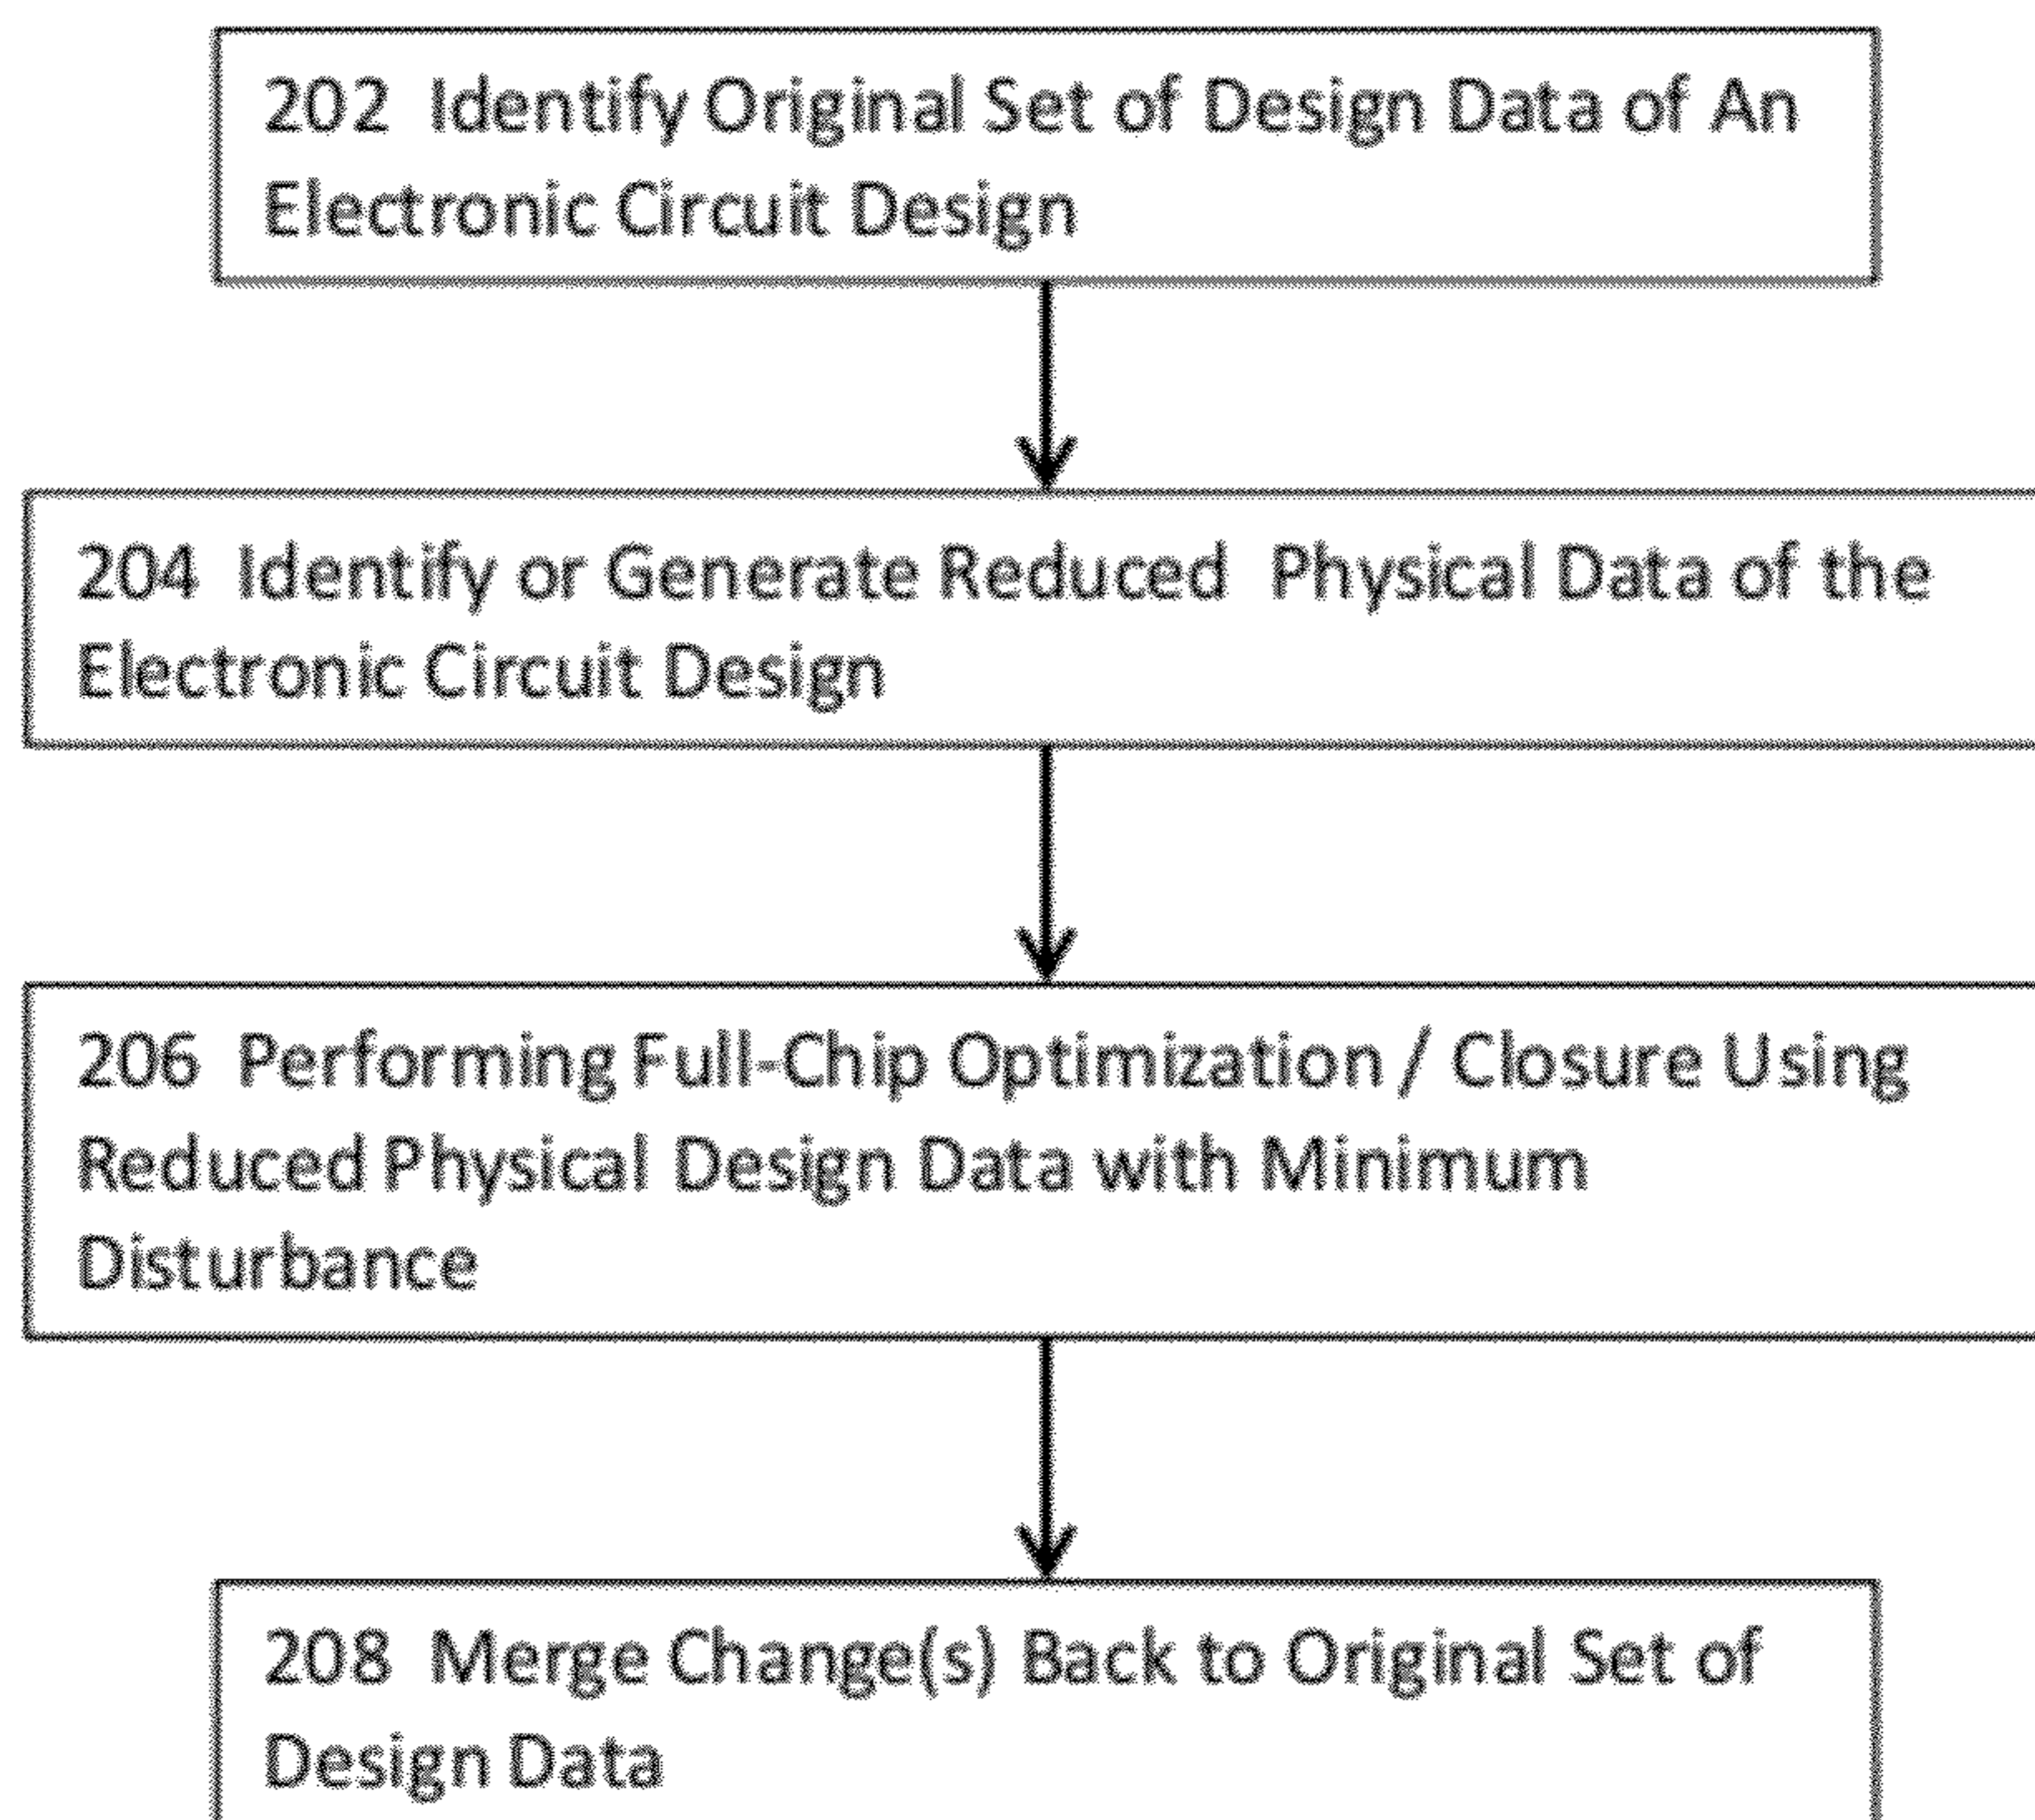 202 Identify Original Set of Design Data of An
Electronic Circuit Design
204 Identify or Generate Reduced Physical Data of the
Electronic Circuit Design
206 Performing Full-Chip Optimization / Closure Using
Reduced Physical Design Data with Minimum
Disturbance
208 Merge Change(s) Back to Original Set of
Design Data